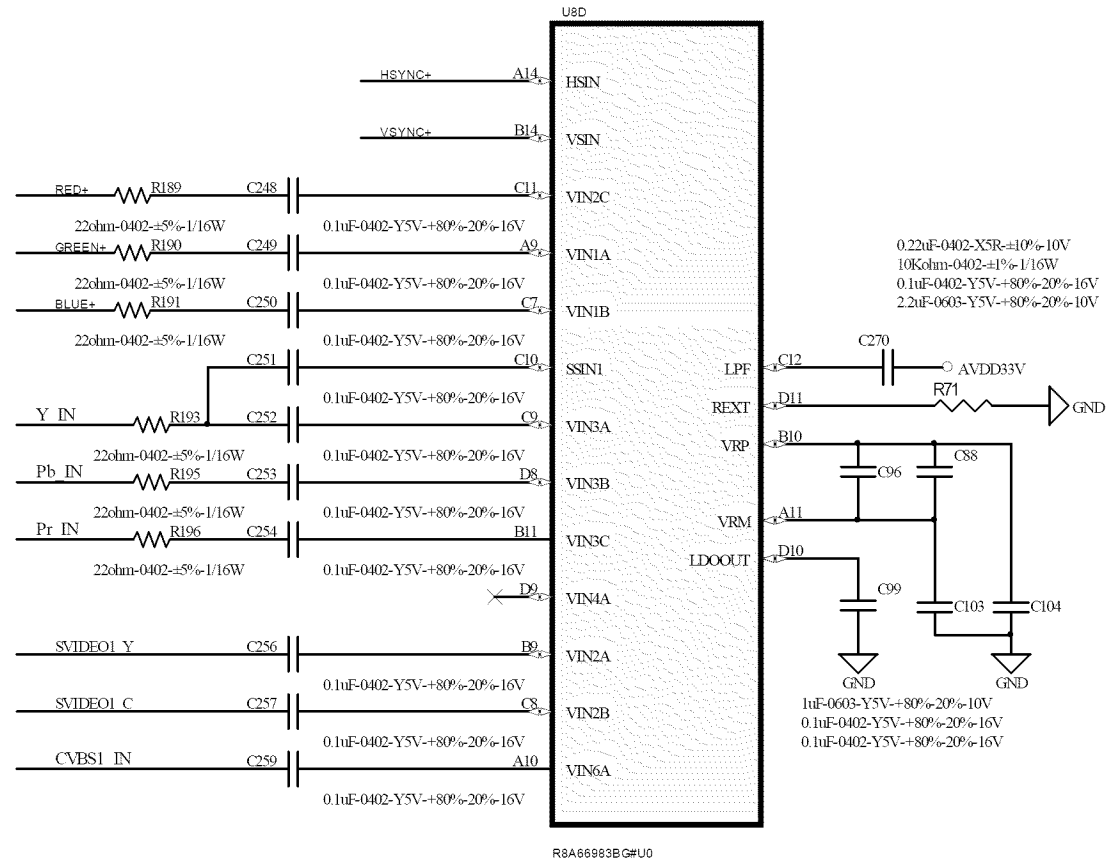 U8D
HSYNC+ A14 HSIN
VSYNC+ B14 VSIN
RED+ R189 C248 C11 VIN2C
22ohm-0402-±5%-1/16W 0.1uF-0402-Y5V-+80%-20%-16V
GREEN+ R190 C249 A9 VIN1A
22ohm-0402-±5%-1/16W 0.1uF-0402-Y5V-+80%-20%-16V
BLUE+ R191 C250 C7 VIN1B
22ohm-0402-±5%-1/16W 0.1uF-0402-Y5V-+80%-20%-16V
C251 C10 SSIN1
0.1uF-0402-Y5V-+80%-20%-16V
Y_IN R193 C252 C9 VIN3A
22ohm-0402-±5%-1/16W 0.1uF-0402-Y5V-+80%-20%-16V
Pb_IN R195 C253 D8 VIN3B
22ohm-0402-±5%-1/16W 0.1uF-0402-Y5V-+80%-20%-16V
Pr_IN R196 C254 B11 VIN3C
22ohm-0402-±5%-1/16W 0.1uF-0402-Y5V-+80%-20%-16V
D9 VIN4A
SVIDEO1_Y C256 B9 VIN2A
0.1uF-0402-Y5V-+80%-20%-16V
SVIDEO1_C C257 C8 VIN2B
0.1uF-0402-Y5V-+80%-20%-16V
CVBS1_IN C259 A10 VIN6A
0.1uF-0402-Y5V-+80%-20%-16V
0.22uF-0402-X5R-±10%-10V
10Kohm-0402-±1%-1/16W
0.1uF-0402-Y5V-+80%-20%-16V
2.2uF-0603-Y5V-+80%-20%-10V
C270
LPF C12 AVDD33V
R71
REXT D11 GND
VRP B10
C96 C88
VRM A11
LDOOUT D10
C99 C103 C104
GND GND
1uF-0603-Y5V-+80%-20%-10V
0.1uF-0402-Y5V-+80%-20%-16V
0.1uF-0402-Y5V-+80%-20%-16V
R8A66983BG#U0